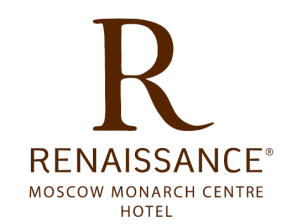 R
RENAISSANCE®
MOSCOW MONARCH CENTRE
HOTEL